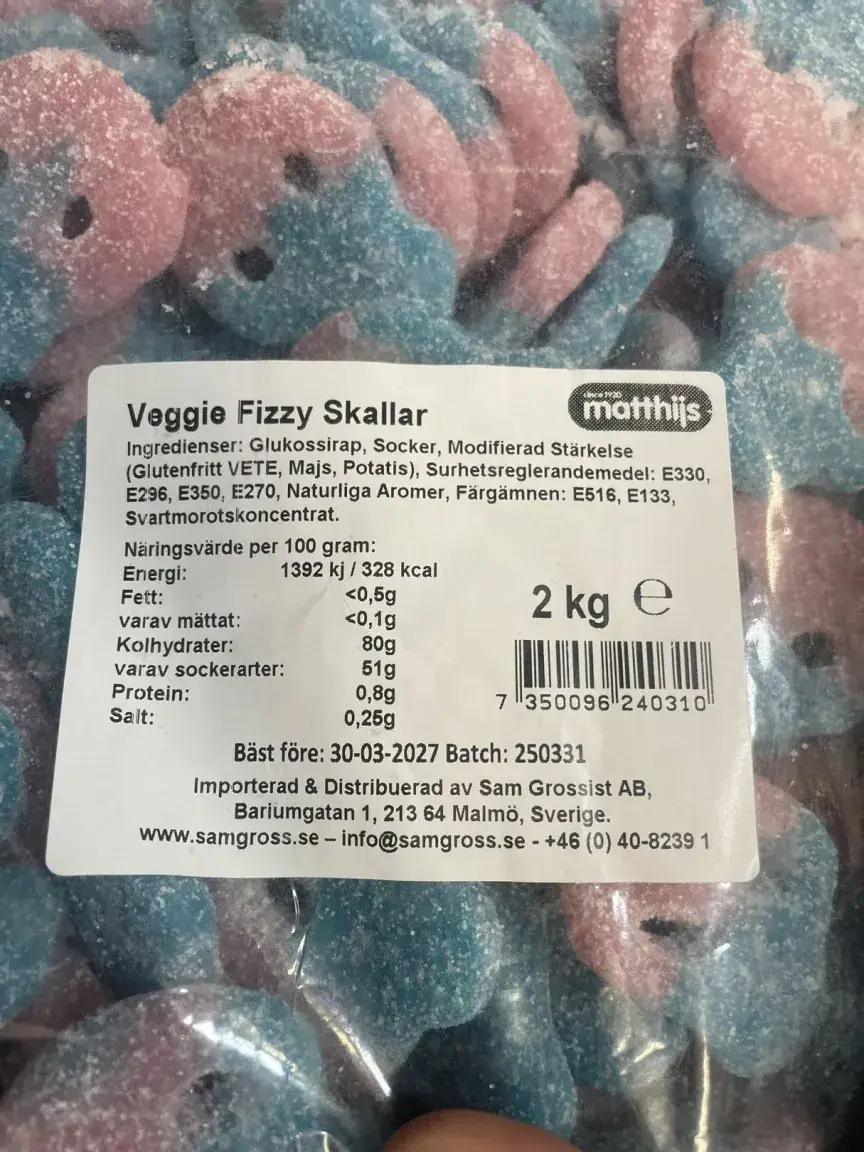 Veggie Fizzy Skallar
since 1920
matthijs
Ingredienser: Glukossirap, Socker, Modifierad Stärkelse
(Glutenfritt VETE, Majs, Potatis), Surhetsreglerandemedel: E330,
E296, E350, E270, Naturliga Aromer, Färgämnen: E516, E133,
Svartmorotskoncentrat.
Näringsvärde per 100 gram:
Energi: 1392 kj / 328 kcal
Fett: <0,5g
varav mättat: <0,1g
Kolhydrater: 80g
varav sockerarter: 51g
Protein: 0,8g
Salt: 0,25g
2 kg ℮
7 350096 240310
Bäst före: 30-03-2027 Batch: 250331
Importerad & Distribuerad av Sam Grossist AB,
Bariumgatan 1, 213 64 Malmö, Sverige.
www.samgross.se – info@samgross.se - +46 (0) 40-8239 1